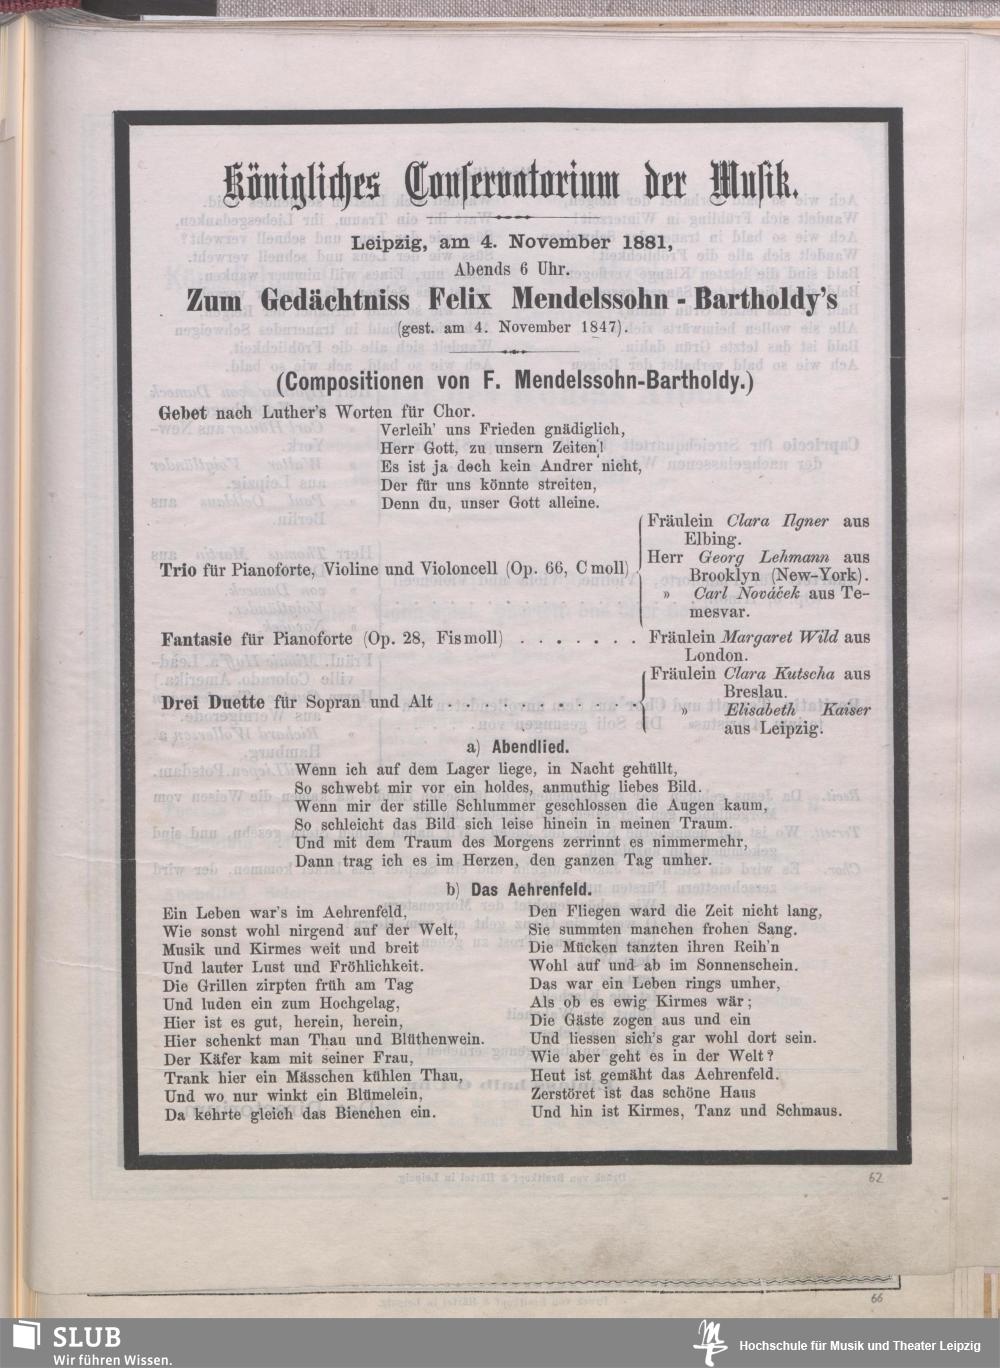 Königliches Conservatorium der Musik.
Leipzig, am 4. November 1881,
Abends 6 Uhr.
Zum Gedächtniss Felix Mendelssohn-Bartholdy's
(gest. am 4. November 1847).
(Compositionen von F. Mendelssohn-Bartholdy.)
Gebet nach Luther's Worten für Chor.
Verleih' uns Frieden gnädiglich,
Herr Gott, zu unsern Zeiten!
Es ist ja doch kein Andrer nicht,
Der für uns könnte streiten,
Denn du, unser Gott alleine.
Trio für Pianoforte, Violine und Violoncell (Op. 66, C moll)
Fräulein Clara Ilgner aus
Elbing.
Herr Georg Lehmann aus
Brooklyn (New-York).
» Carl Nováček aus Te-
mesvar.
Fantasie für Pianoforte (Op. 28, Fis moll) . . . . . . . Fräulein Margaret Wild aus
London.
Drei Duette für Sopran und Alt . . . . . . . . . . .
Fräulein Clara Kutscha aus
Breslau.
» Elisabeth Kaiser
aus Leipzig.
a) Abendlied.
Wenn ich auf dem Lager liege, in Nacht gehüllt,
So schwebt mir vor ein holdes, anmuthig liebes Bild.
Wenn mir der stille Schlummer geschlossen die Augen kaum,
So schleicht das Bild sich leise hinein in meinen Traum.
Und mit dem Traum des Morgens zerrinnt es nimmermehr,
Dann trag ich es im Herzen, den ganzen Tag umher.
b) Das Aehrenfeld.
Ein Leben war's im Aehrenfeld,
Wie sonst wohl nirgend auf der Welt,
Musik und Kirmes weit und breit
Und lauter Lust und Fröhlichkeit.
Die Grillen zirpten früh am Tag
Und luden ein zum Hochgelag,
Hier ist es gut, herein, herein,
Hier schenkt man Thau und Blüthenwein.
Der Käfer kam mit seiner Frau,
Trank hier ein Mässchen kühlen Thau,
Und wo nur winkt ein Blümelein,
Da kehrte gleich das Bienchen ein.
Den Fliegen ward die Zeit nicht lang,
Sie summten manchen frohen Sang.
Die Mücken tanzten ihren Reih'n
Wohl auf und ab im Sonnenschein.
Das war ein Leben rings umher,
Als ob es ewig Kirmes wär;
Die Gäste zogen aus und ein
Und liessen sich's gar wohl dort sein.
Wie aber geht es in der Welt?
Heut ist gemäht das Aehrenfeld.
Zerstöret ist das schöne Haus
Und hin ist Kirmes, Tanz und Schmaus.
62
66
SLUB
Wir führen Wissen.
Hochschule für Musik und Theater Leipzig